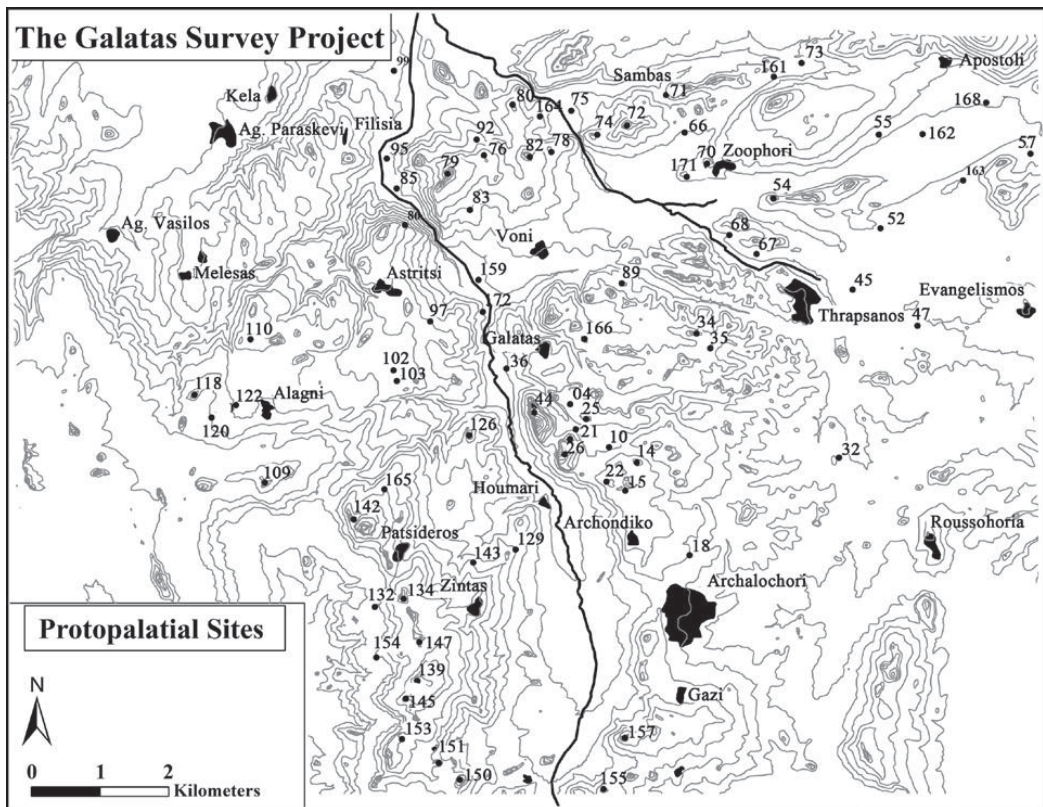 The Galatas Survey Project
99
73
Sambas
161
Apostoli
Kela
71
80
75
168
164
72
Ag. Paraskevi
Filisia
74
66
55
162
92
76
82
78
57
95
70
Zoophori
79
171
163
85
54
83
86
52
Ag. Vasilos
68
Voni
67
Melesas
159
89
Astritsi
45
Evangelismos
172
Thrapsanos
97
47
110
166
34
35
Galatas
36
102
103
118
122
Alagni
04
44
25
120
21
126
10
26
32
14
109
22
165
15
Houmari
142
Archondiko
Roussohoria
Patsideros
129
18
143
134
Zintas
132
Archalochori
Protopalatial Sites
147
154
139
Gazi
N
145
153
157
151
150
155
0 1 2
Kilometers